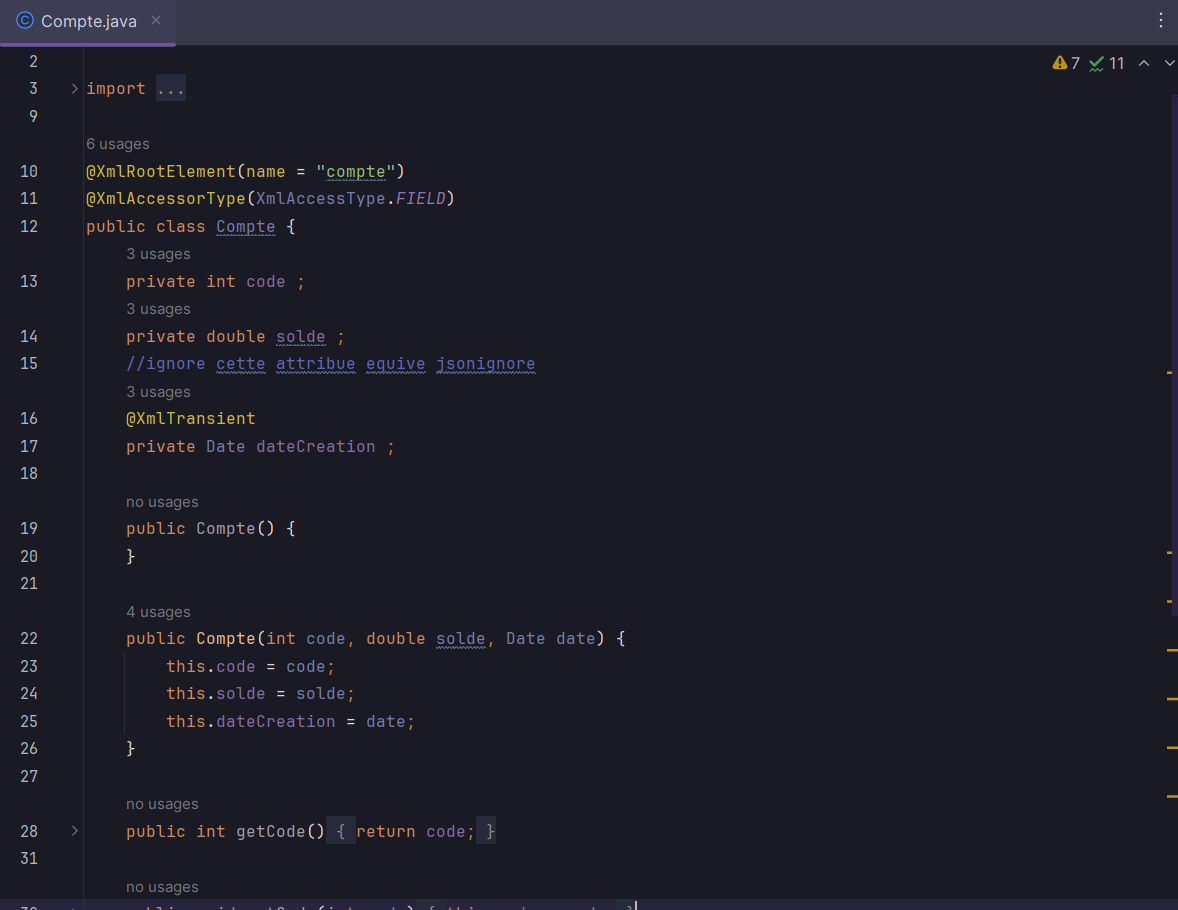 Compte.java
2
7 11
3 import ...
9
6 usages
10 @XmlRootElement(name = "compte")
11 @XmlAccessorType(XmlAccessType.FIELD)
12 public class Compte {
3 usages
13 private int code ;
3 usages
14 private double solde ;
15 //ignore cette attribue equive jsonignore
3 usages
16 @XmlTransient
17 private Date dateCreation ;
18
no usages
19 public Compte() {
20 }
21
4 usages
22 public Compte(int code, double solde, Date date) {
23 this.code = code;
24 this.solde = solde;
25 this.dateCreation = date;
26 }
27
no usages
28 public int getCode() { return code; }
31
no usages